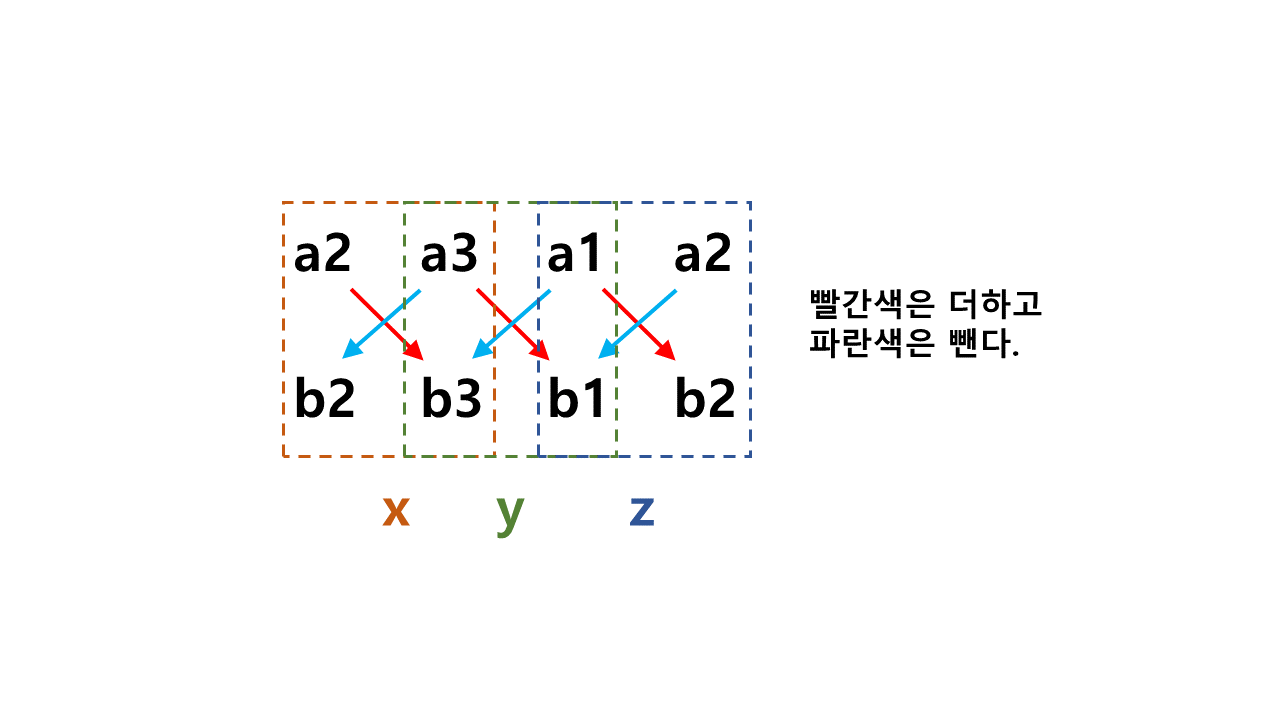 a2 a3 a1 a2
b2 b3 b1 b2
x y z
빨간색은 더하고
파란색은 뺀다.